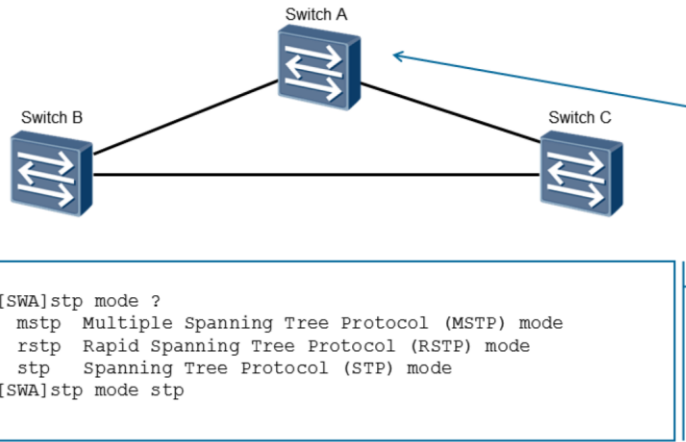 Switch A
Switch B
Switch C
[SWA]stp mode ?
mstp Multiple Spanning Tree Protocol (MSTP) mode
rstp Rapid Spanning Tree Protocol (RSTP) mode
stp Spanning Tree Protocol (STP) mode
[SWA]stp mode stp